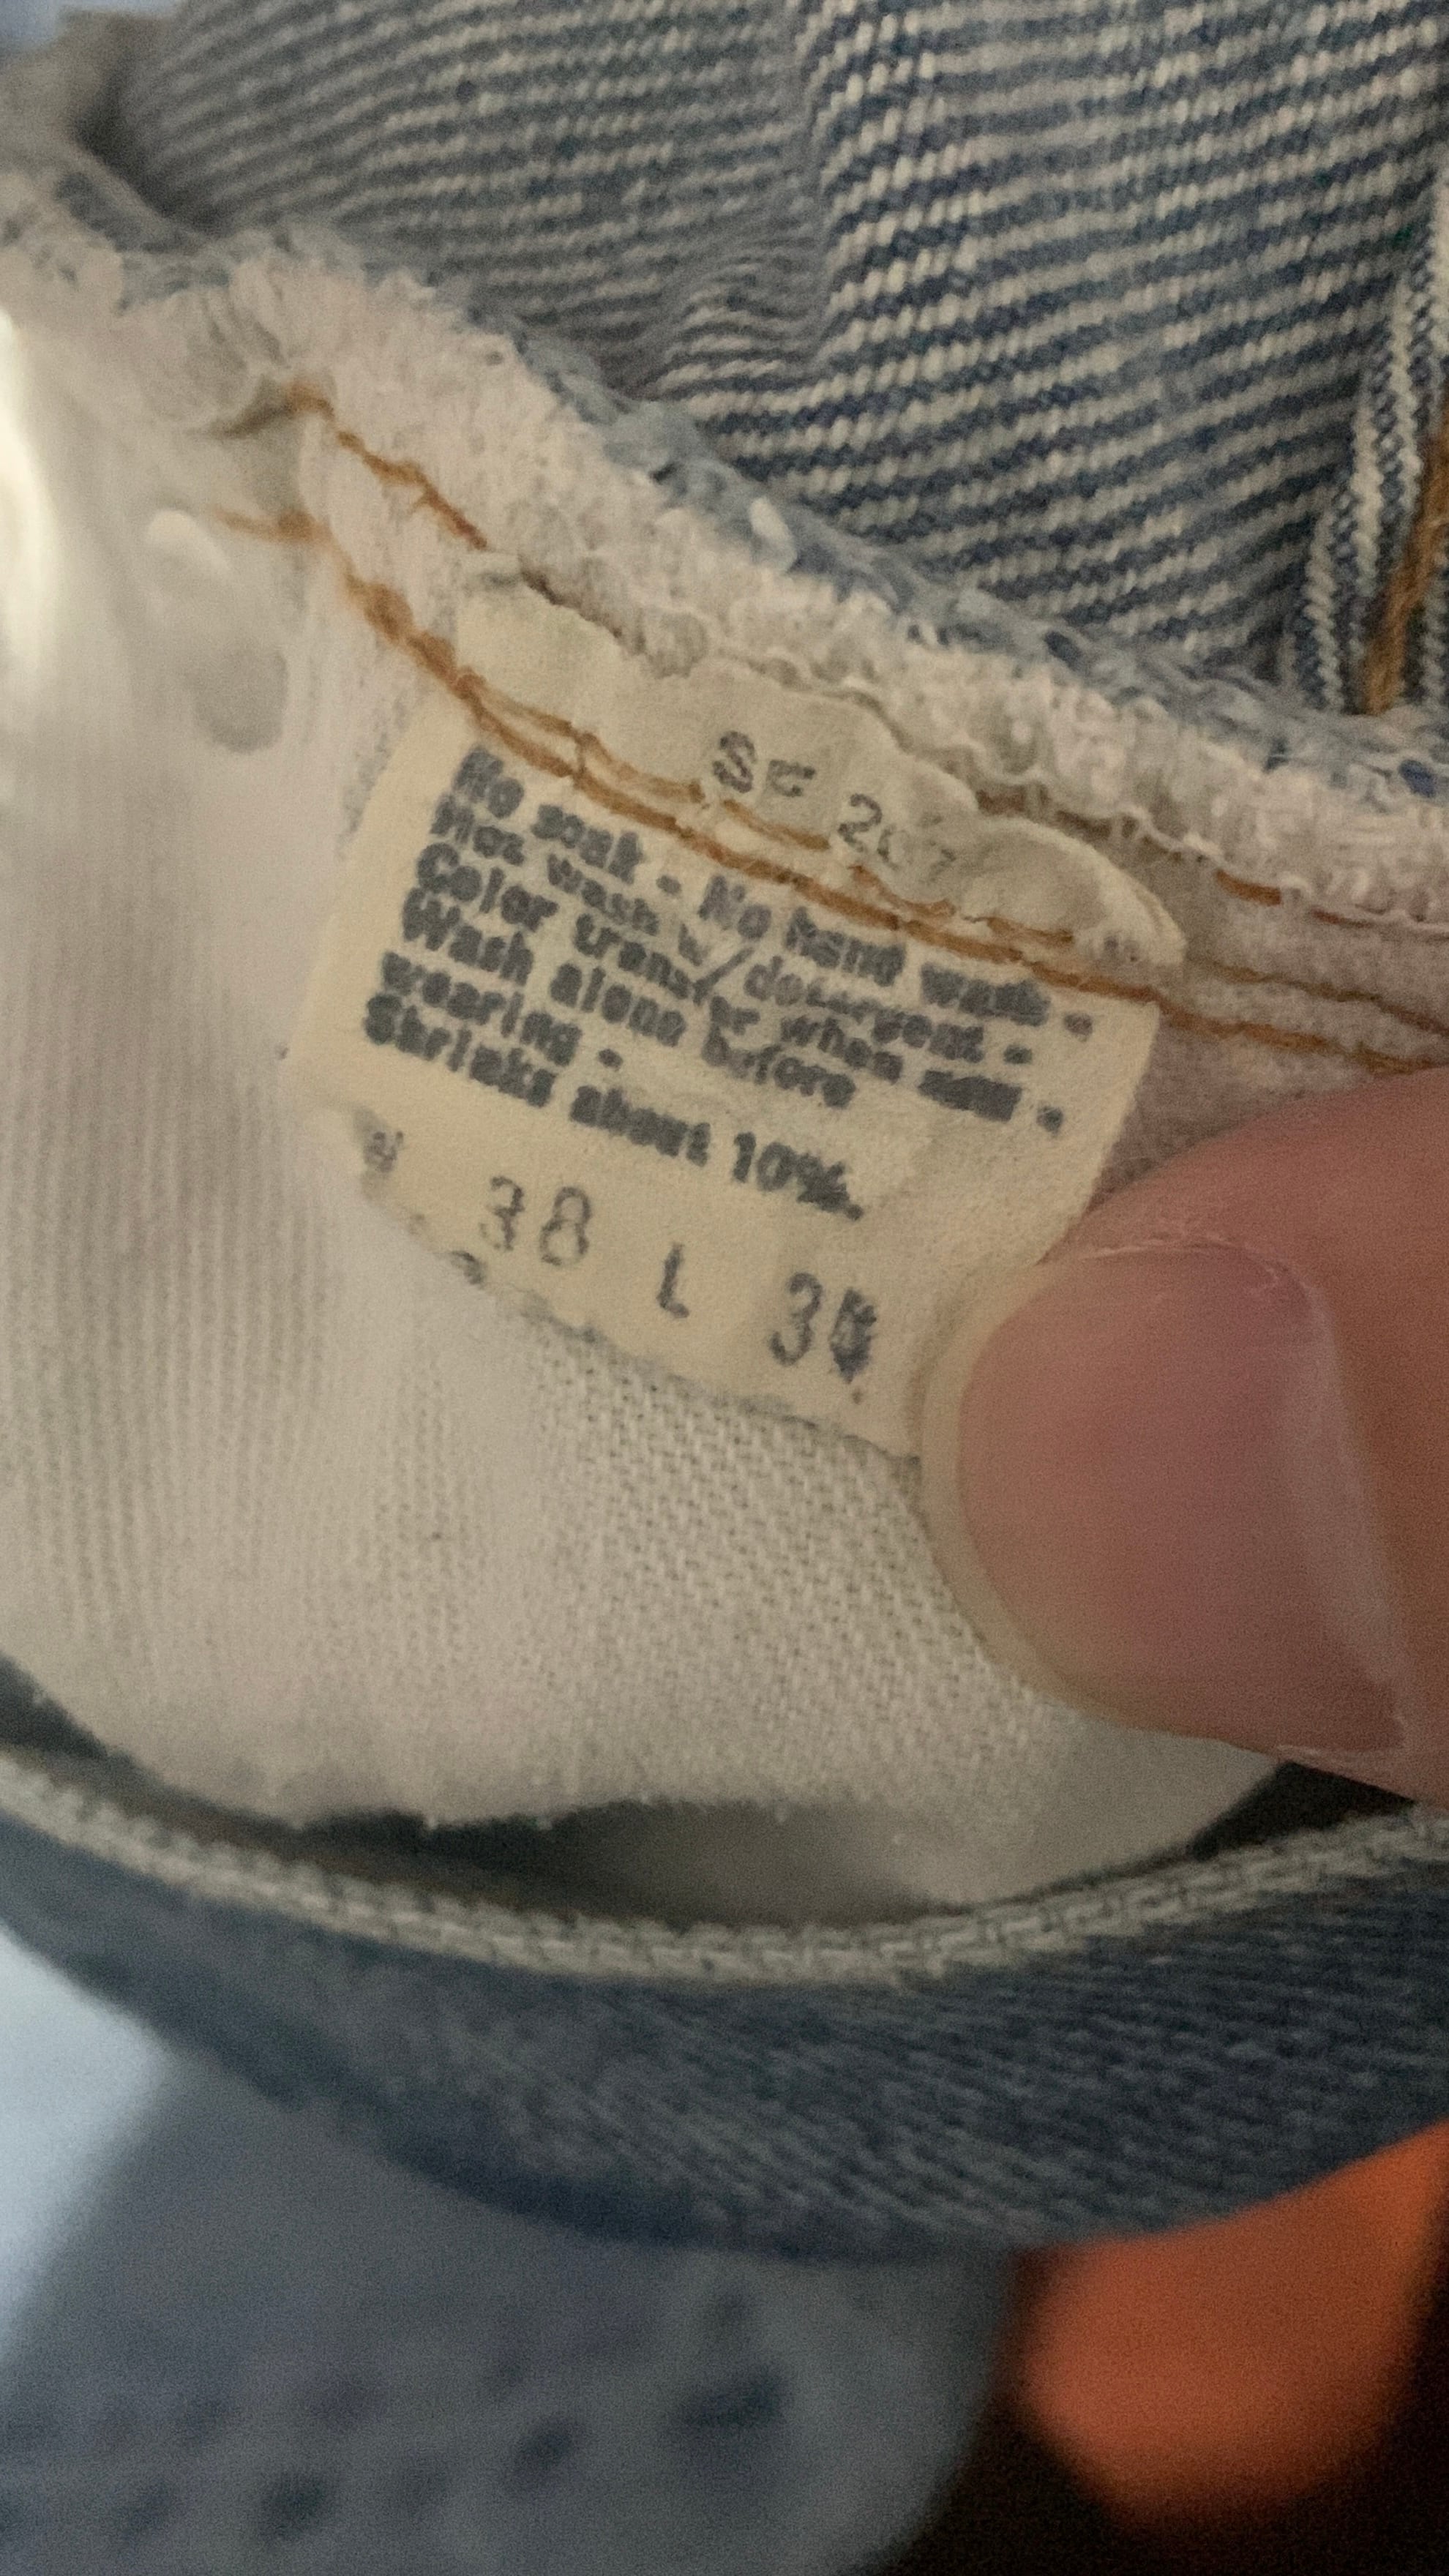 No soak - No hand wash -
Hot wash w/ detergent -
Color transfer when new -
Wash alone before
wearing -
Shrinks about 10%.
W 38 L